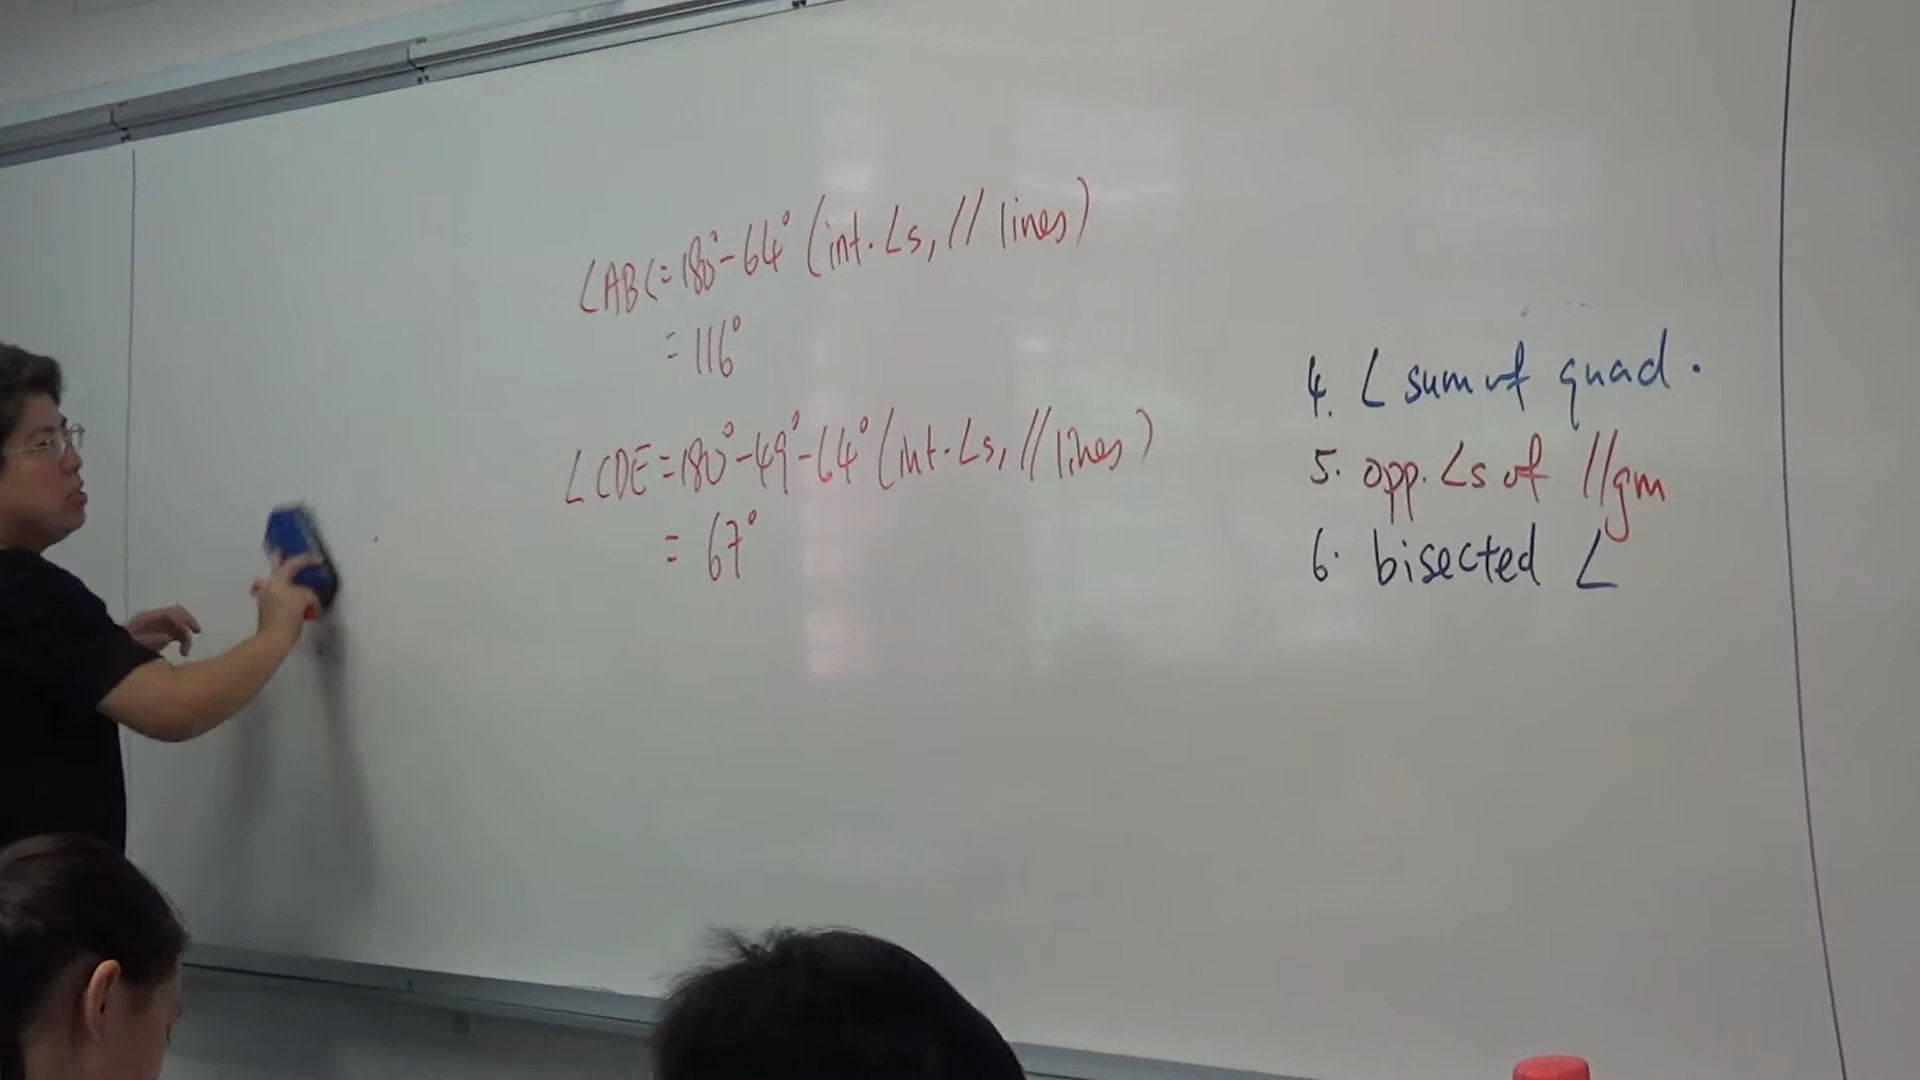 ∠ABC=180°-64° (int. ∠s, // lines)
= 116°
∠CDE=180°-49°-64° (int. ∠s, // lines)
= 67°
4. ∠ sum of quad.
5. opp. ∠s of //gm
6. bisected ∠